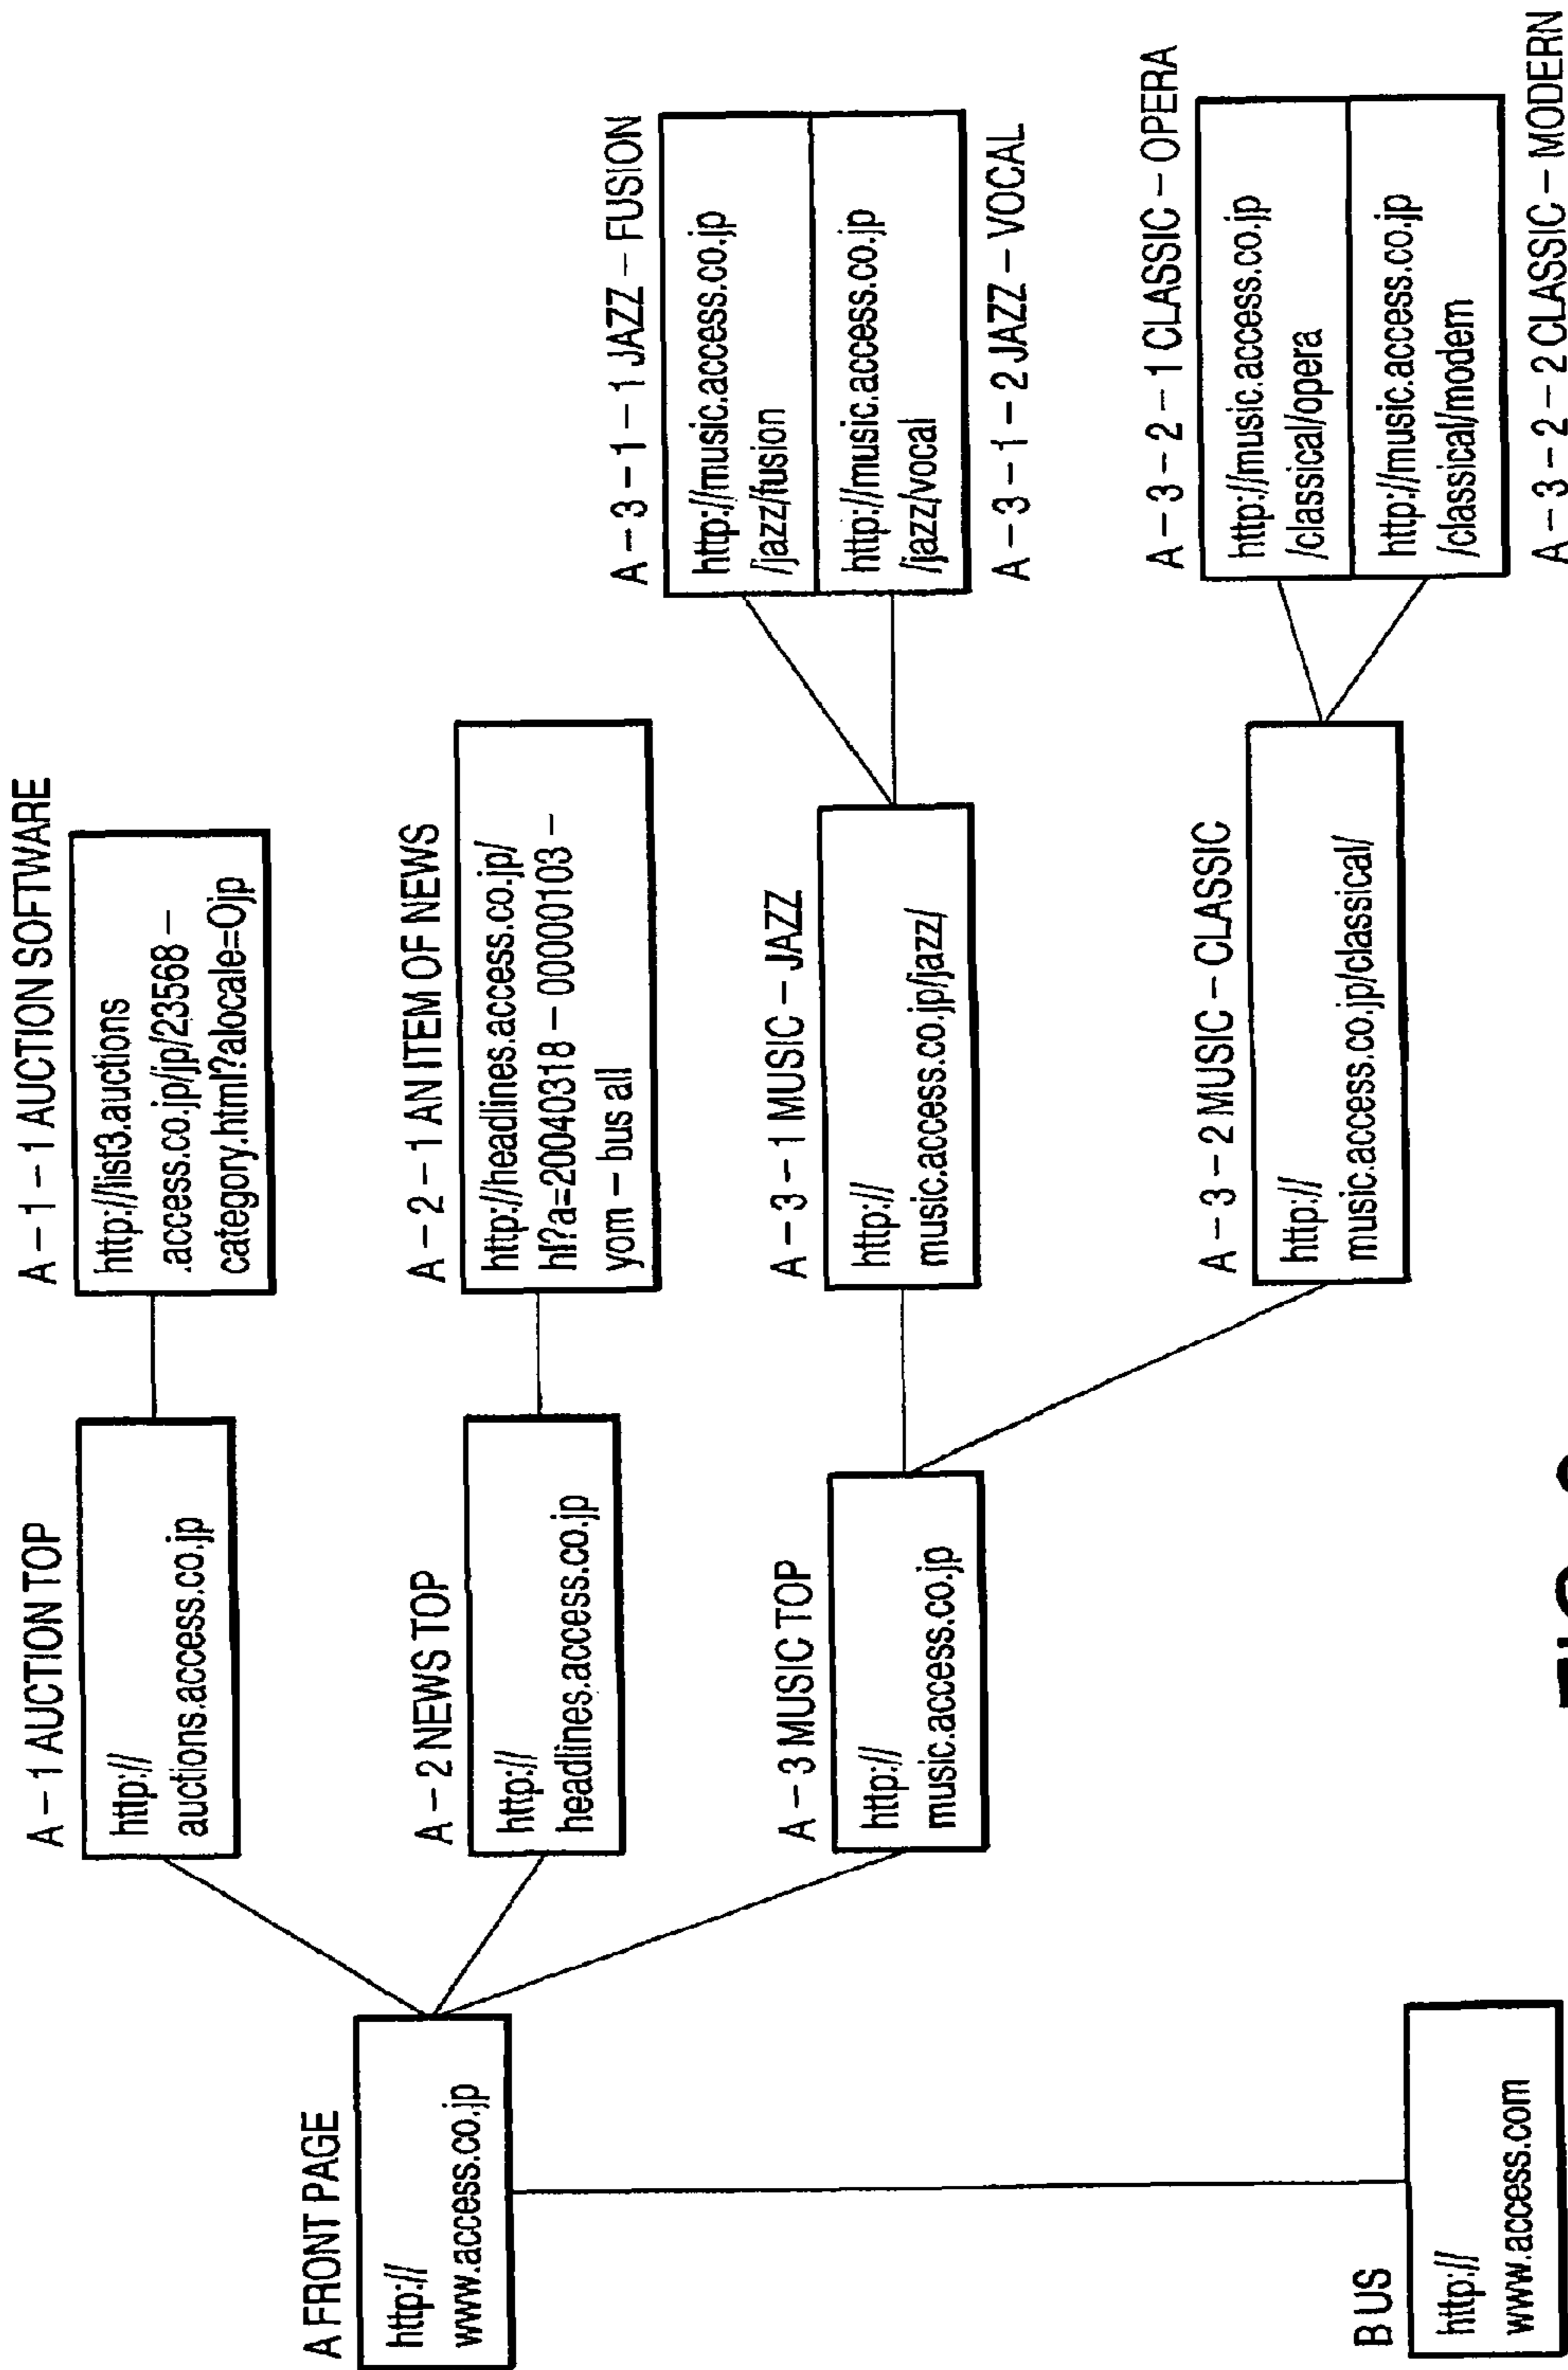 A FRONT PAGE
http://
www.access.co.jp
B US
http://
www.access.com
A – 1 AUCTION TOP
http://
auctions.access.co.jp
A – 2 NEWS TOP
http://
headlines.access.co.jp
A – 3 MUSIC TOP
http://
music.access.co.jp
A – 1 – 1 AUCTION SOFTWARE
http://list3.auctions
.access.co.jp/jp/23568 –
category.html?alocale=0jp
A – 2 – 1 AN ITEM OF NEWS
http://headlines.access.co.jp/
hl?a=20040318 – 00000103 –
yom – bus all
A – 3 – 1 MUSIC – JAZZ
http://
music.access.co.jp/jazz/
A – 3 – 2 MUSIC – CLASSIC
http://
music.access.co.jp/classical/
A – 3 – 1 – 1 JAZZ – FUSION
http://music.access.co.jp
/jazz/fusion
http://music.access.co.jp
/jazz/vocal
A – 3 – 1 – 2 JAZZ – VOCAL
A – 3 – 2 – 1 CLASSIC – OPERA
http://music.access.co.jp
/classical/opera
http://music.access.co.jp
/classical/modem
A – 3 – 2 – 2 CLASSIC – MODERN